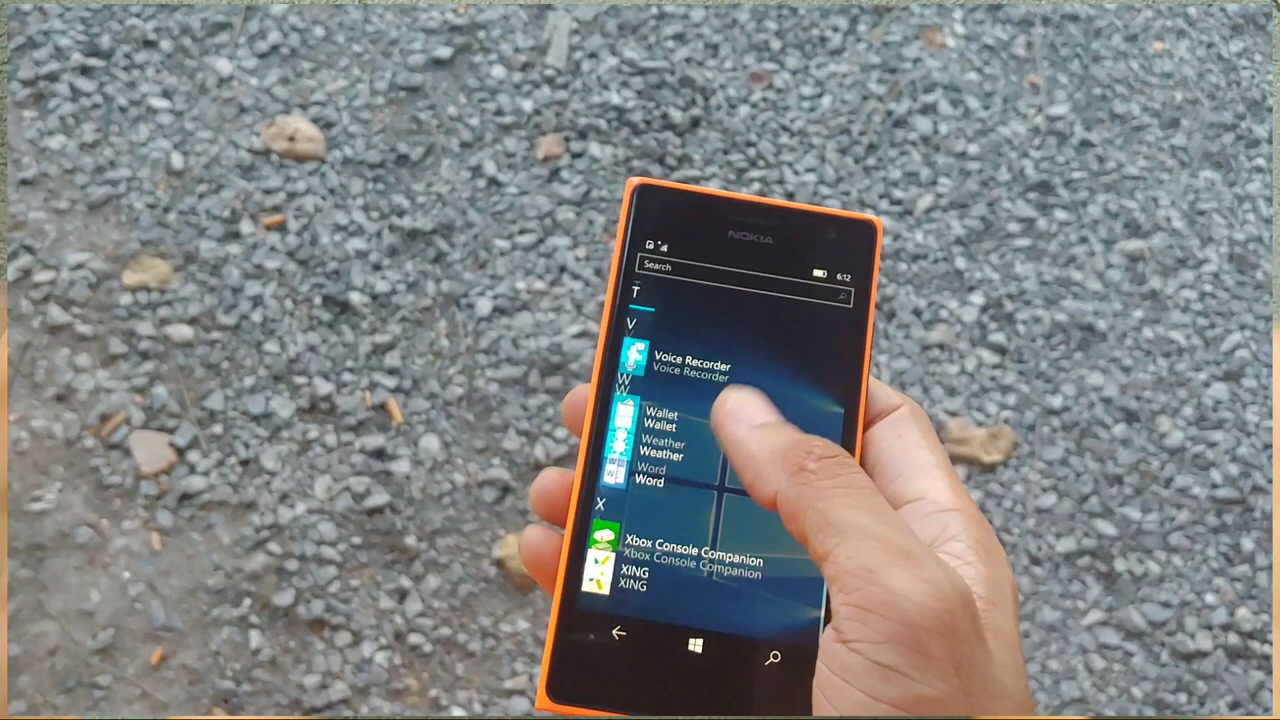 NOKIA
6:12
Search
T
V
Voice Recorder
Voice Recorder
W
W
Wallet
Wallet
Weather
Weather
Word
Word
X
Xbox Console Companion
Xbox Console Companion
XING
XING